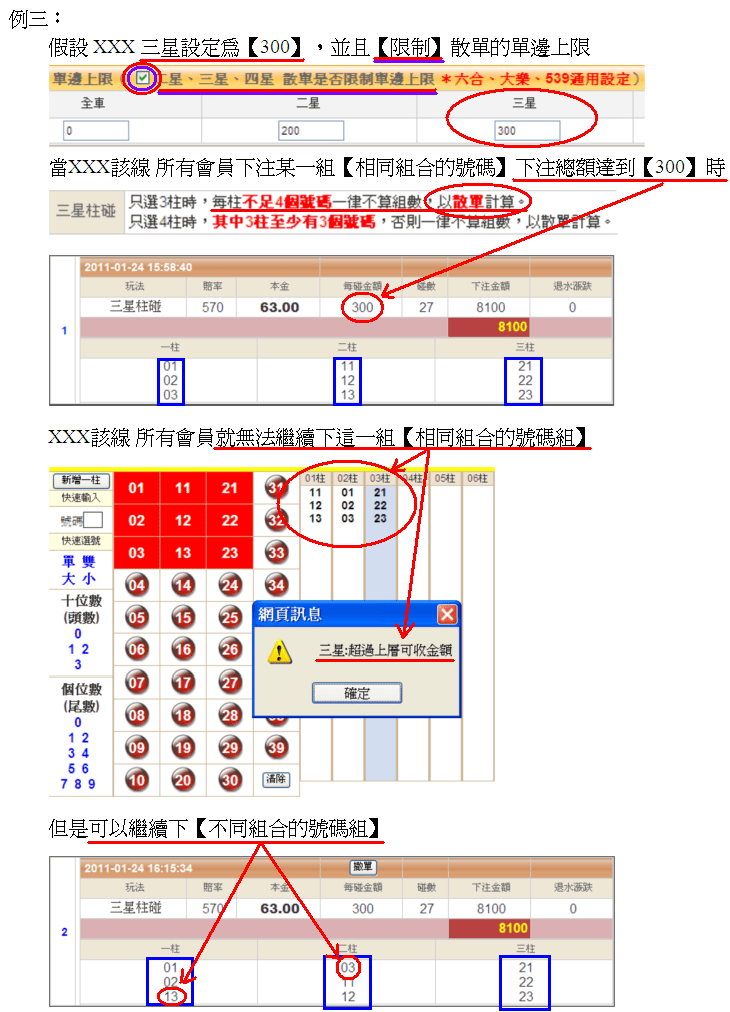 例三：
假設 XXX 三星設定為【300】，並且【限制】散單的單邊上限
單邊上限（ 二星、三星、四星 散單是否限制單邊上限 ＊六合、大樂、539通用設定）
全車 二星 三星
0 200 300
當XXX該線 所有會員下注某一組【相同組合的號碼】下注總額達到【300】時
三星柱碰
只選3柱時，每柱不足4個號碼一律不算組數，以散單計算。
只選4柱時，其中3柱至少有3個號碼，否則一律不算組數，以散單計算。
2011-01-24 15:58:40
玩法 賠率 本金 每碰金額 碰數 下注金額 退水漲跌
三星柱碰 570 63.00 300 27 8100 0
1
8100
一柱 二柱 三柱
01 11 21
02 12 22
03 13 23
XXX該線 所有會員就無法繼續下這一組【相同組合的號碼組】
新增一柱
快速輸入
號碼
快速選號
單 雙
大 小
十位數
(頭數)
0
1 2
3
個位數
(尾數)
0
1 2
3 4
5 6
7 8 9
01 11 21 31
02 12 22 32
03 13 23 33
04 14 24 34
05 15 25
06 16 26
07 17 27
08 18 28
09 19 29 39
10 20 30 清除
01柱 02柱 03柱 04柱 05柱 06柱
11 01 21
12 02 22
13 03 23
網頁訊息
三星:超過上層可收金額
確定
但是可以繼續下【不同組合的號碼組】
2011-01-24 16:15:34 撤單
玩法 賠率 本金 每碰金額 碰數 下注金額 退水漲跌
三星柱碰 570 63.00 300 27 8100 0
2
8100
一柱 二柱 三柱
01 03 21
02 11 22
13 12 23